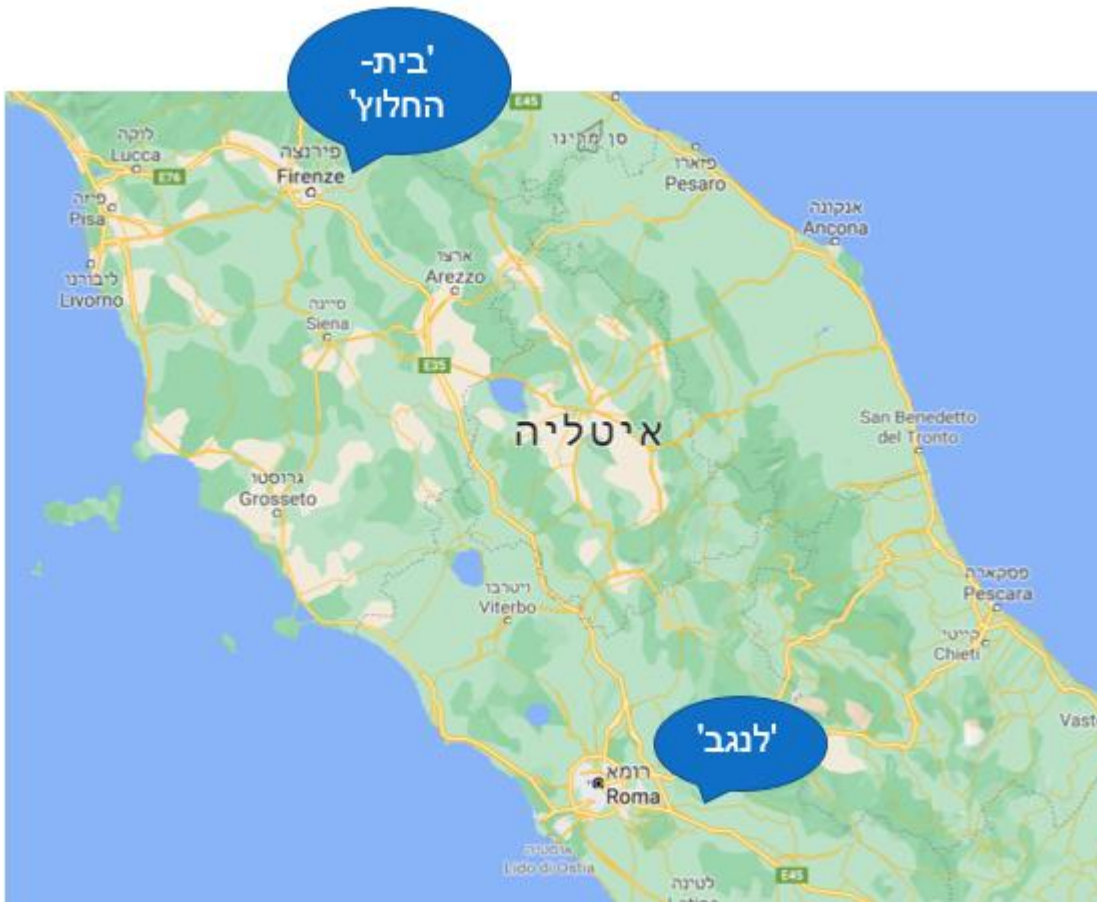 'בית-
החלוץ'
E45
סן מרינו
לוקה
Lucca
פירנצה
Firenze
E76
פיזה
Pisa
פזארו
Pesaro
אנקונה
Ancona
ארצו
Arezzo
ליבורנו
Livorno
סיינה
Siena
E35
איטליה
San Benedetto
del Tronto
גרוסטו
Grosseto
ויטרבו
Viterbo
פסקארה
Pescara
קייטי
Chieti
Vast
'לנגב'
רומא
Roma
אוסטיה
Lido di Ostia
E45
לטינה